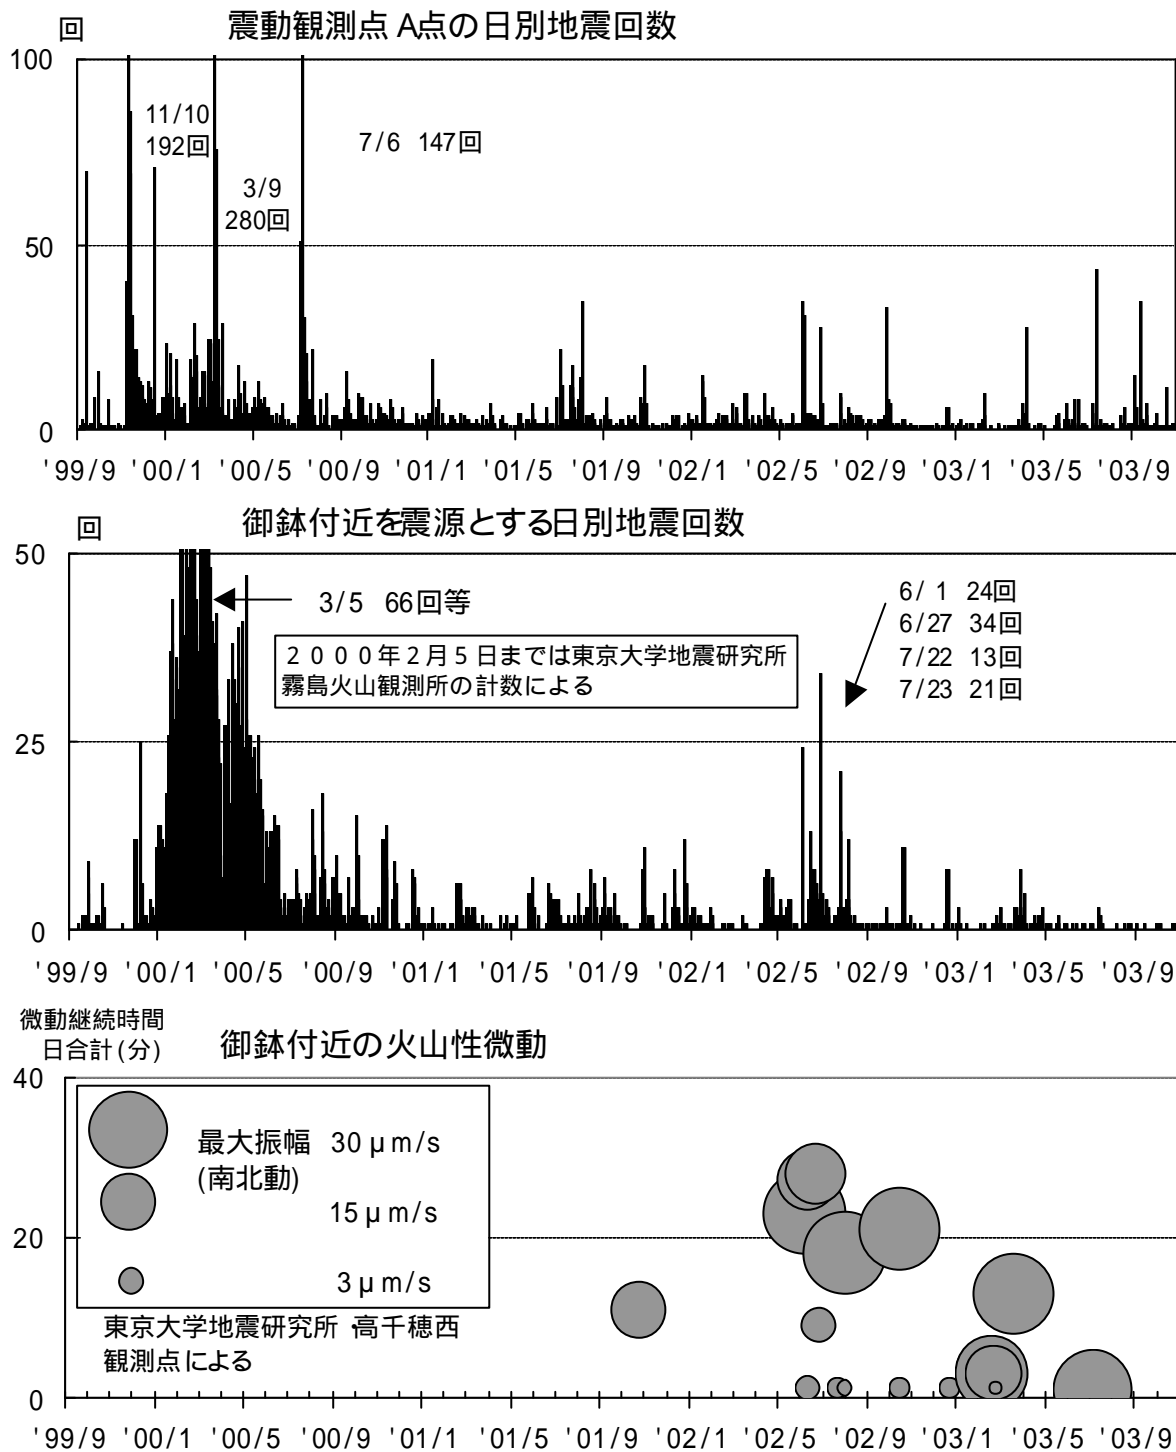 回
震動観測点 A点の日別地震回数
100
50
0
11/10
192回
3/9
280回
7/6 147回
'99/9 '00/1 '00/5 '00/9 '01/1 '01/5 '01/9 '02/1 '02/5 '02/9 '03/1 '03/5 '03/9
回
御鉢付近を震源とする日別地震回数
50
25
0
3/5 66回等
2000年2月5日までは東京大学地震研究所
霧島火山観測所の計数による
6/ 1 24回
6/27 34回
7/22 13回
7/23 21回
'99/9 '00/1 '00/5 '00/9 '01/1 '01/5 '01/9 '02/1 '02/5 '02/9 '03/1 '03/5 '03/9
微動継続時間
日合計(分)
御鉢付近の火山性微動
40
20
0
最大振幅 30μm/s
(南北動)
15μm/s
3μm/s
東京大学地震研究所・高千穂西
観測点による
'99/9 '00/1 '00/5 '00/9 '01/1 '01/5 '01/9 '02/1 '02/5 '02/9 '03/1 '03/5 '03/9